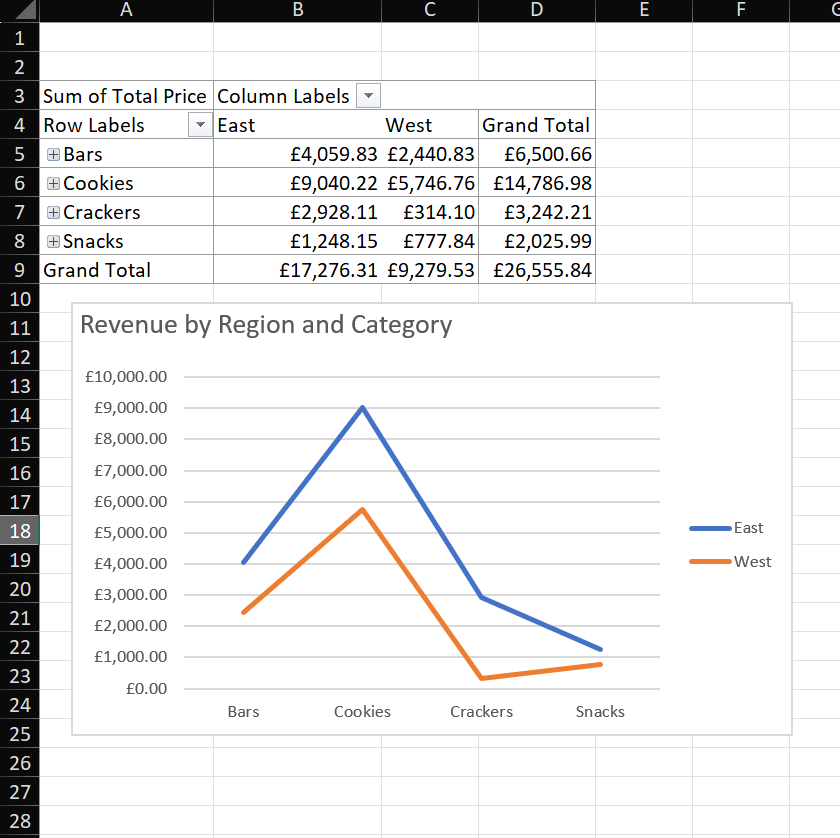 A B C D E F G
1
2
3 Sum of Total Price Column Labels
4 Row Labels East West Grand Total
5 Bars £4,059.83 £2,440.83 £6,500.66
6 Cookies £9,040.22 £5,746.76 £14,786.98
7 Crackers £2,928.11 £314.10 £3,242.21
8 Snacks £1,248.15 £777.84 £2,025.99
9 Grand Total £17,276.31 £9,279.53 £26,555.84
10
11 Revenue by Region and Category
12
13 £10,000.00
14 £9,000.00
15 £8,000.00
16 £7,000.00
17 £6,000.00
18 £5,000.00 East
19 £4,000.00 West
20 £3,000.00
21 £2,000.00
22 £1,000.00
23 £0.00
24 Bars Cookies Crackers Snacks
25
26
27
28